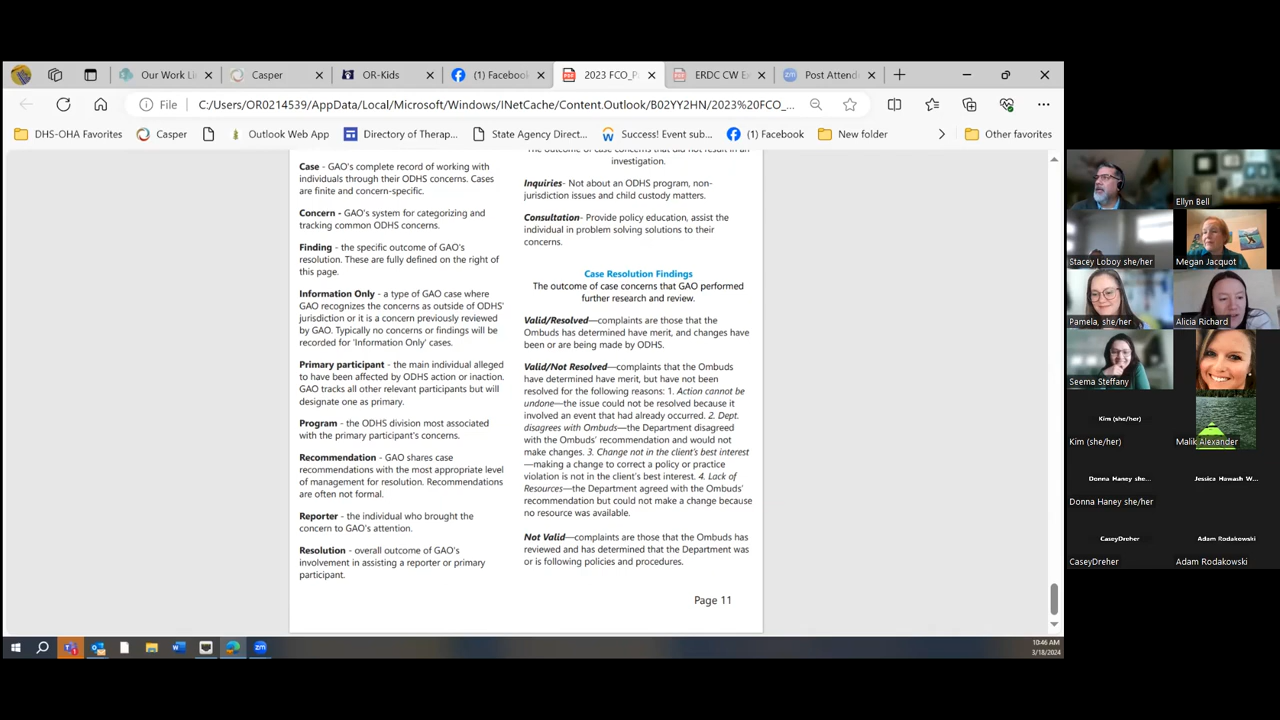 Our Work Li
Casper
OR-Kids
(1) Facebook
2023 FCO_P
ERDC CW E
Post Attend
File
C:/Users/OR0214539/AppData/Local/Microsoft/Windows/INetCache/Content.Outlook/B02YY2HN/2023%20FCO_...
DHS-OHA Favorites
Casper
Outlook Web App
Directory of Therap...
State Agency Direct...
Success! Event sub...
(1) Facebook
New folder
Other favorites
Case - GAO's complete record of working with
individuals through their ODHS concerns. Cases
are finite and concern-specific.
Concern - GAO's system for categorizing and
tracking common ODHS concerns.
Finding - the specific outcome of GAO's
resolution. These are fully defined on the right of
this page.
Information Only - a type of GAO case where
GAO recognizes the concerns as outside of ODHS'
jurisdiction or it is a concern previously reviewed
by GAO. Typically no concerns or findings will be
recorded for 'Information Only' cases.
Primary participant - the main individual alleged
to have been affected by ODHS action or inaction.
GAO tracks all other relevant participants but will
designate one as primary.
Program - the ODHS division most associated
with the primary participant's concerns.
Recommendation - GAO shares case
recommendations with the most appropriate level
of management for resolution. Recommendations
are often not formal.
Reporter - the individual who brought the
concern to GAO's attention.
Resolution - overall outcome of GAO's
involvement in assisting a reporter or primary
participant.
The outcome of case concerns that did not result in an
investigation.
Inquiries- Not about an ODHS program, non-
jurisdiction issues and child custody matters.
Consultation- Provide policy education, assist the
individual in problem solving solutions to their
concerns.
Case Resolution Findings
The outcome of case concerns that GAO performed
further research and review.
Valid/Resolved—complaints are those that the
Ombuds has determined have merit, and changes have
been or are being made by ODHS.
Valid/Not Resolved—complaints that the Ombuds
have determined have merit, but have not been
resolved for the following reasons: 1. Action cannot be
undone—the issue could not be resolved because it
involved an event that had already occurred. 2. Dept.
disagrees with Ombuds—the Department disagreed
with the Ombuds' recommendation and would not
make changes. 3. Change not in the client's best interest
—making a change to correct a policy or practice
violation is not in the client's best interest. 4. Lack of
Resources—the Department agreed with the Ombuds'
recommendation but could not make a change because
no resource was available.
Not Valid—complaints are those that the Ombuds has
reviewed and has determined that the Department was
or is following policies and procedures.
Page 11
10:46 AM
3/18/2024
Ellyn Bell
Stacey Loboy she/her
Megan Jacquot
Pamela, she/her
Alicia Richard
Seema Steffany
Kim (she/her)
Kim (she/her)
Malik Alexander
Donna Haney she...
Donna Haney she/her
Jessica Hawash W...
CaseyDreher
CaseyDreher
Adam Rodakowski
Adam Rodakowski